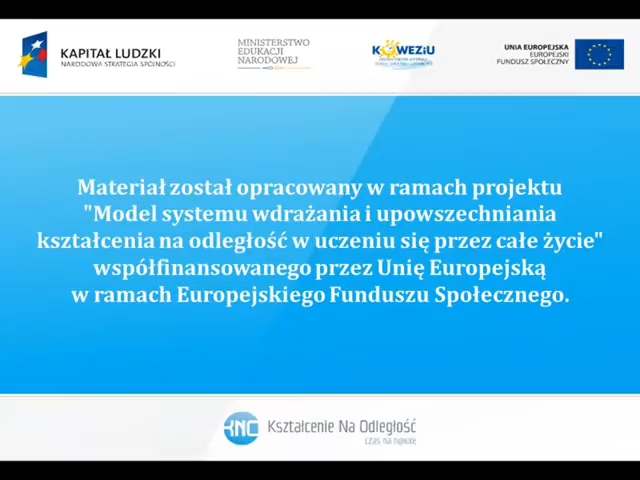 KAPITAŁ LUDZKI
NARODOWA STRATEGIA SPÓJNOŚCI
MINISTERSTWO
EDUKACJI
NARODOWEJ
KOWEZiU
UNIA EUROPEJSKA
EUROPEJSKI
FUNDUSZ SPOŁECZNY
Materiał został opracowany w ramach projektu
"Model systemu wdrażania i upowszechniania
kształcenia na odległość w uczeniu się przez całe życie"
współfinansowanego przez Unię Europejską
w ramach Europejskiego Funduszu Społecznego.
KNO Kształcenie Na Odległość
czas na naukę